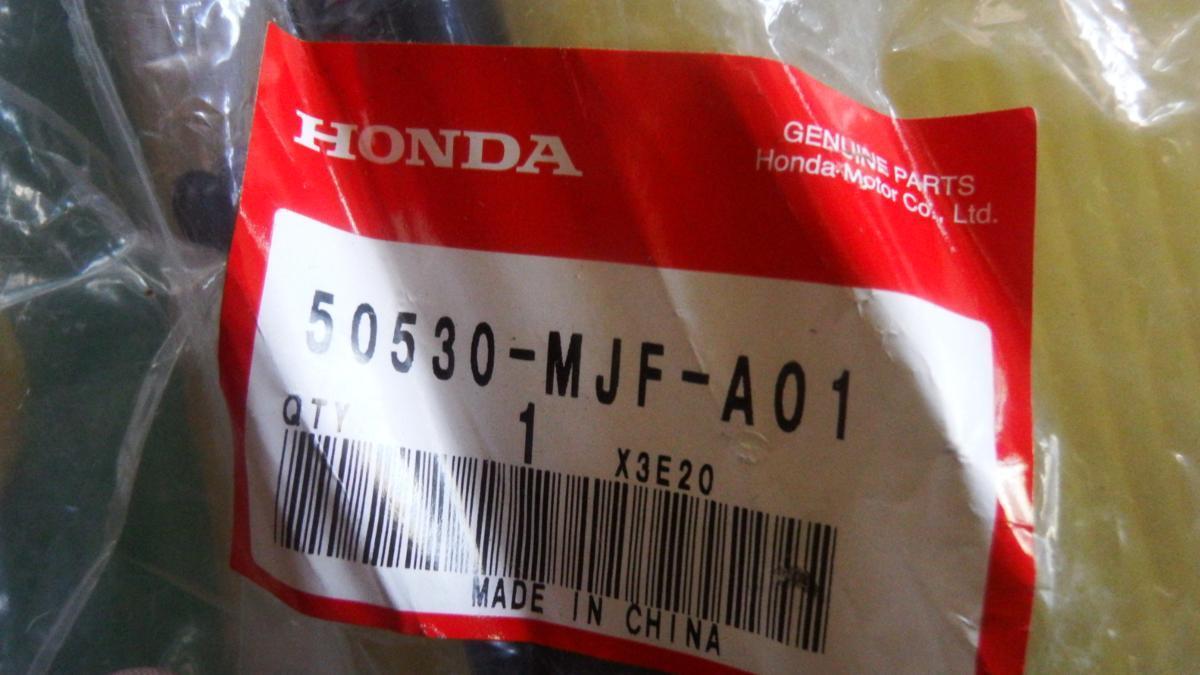 HONDA
GENUINE PARTS
Honda Motor Co., Ltd.
50530-MJF-A01
QTY 1 X3E20
MADE IN CHINA